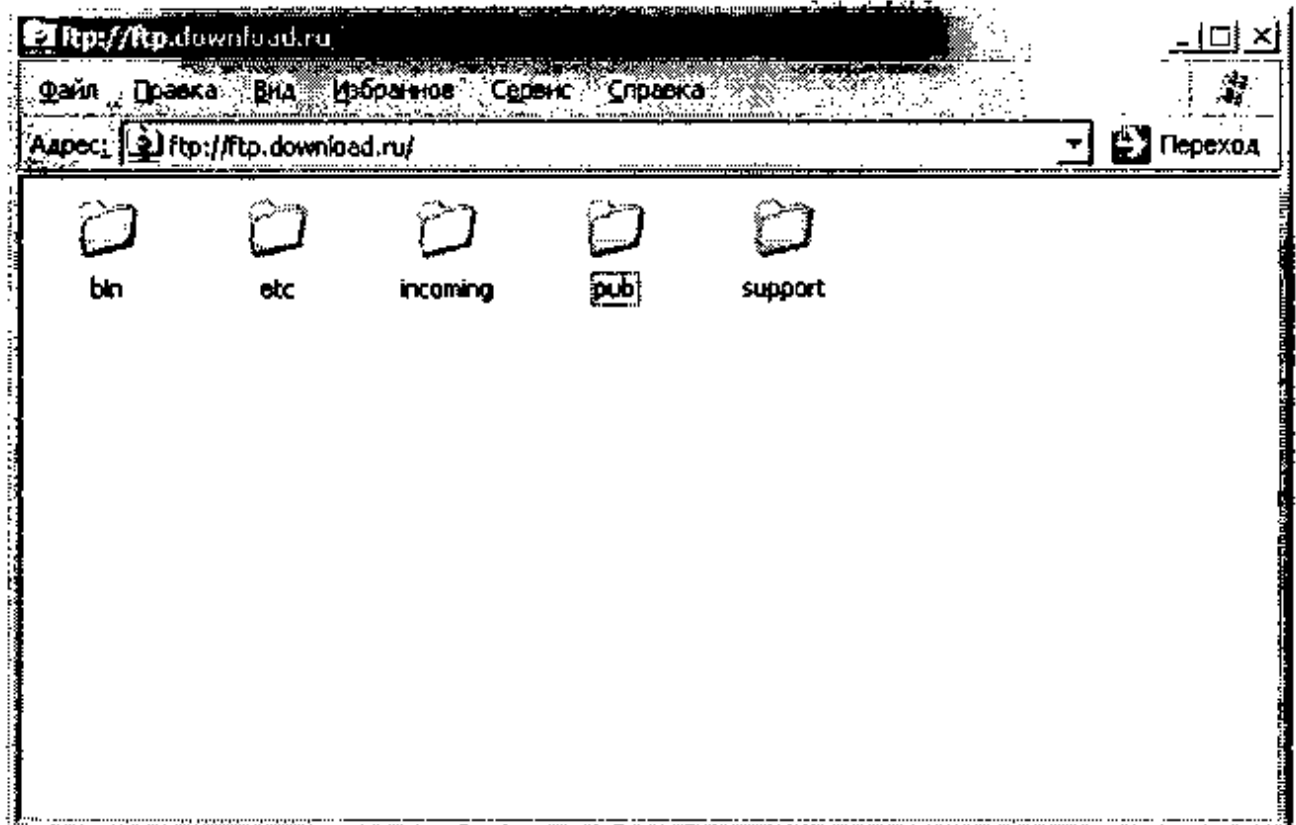 ftp://ftp.download.ru
Файл Правка Вид Избранное Сервис Справка
Адрес: ftp://ftp.download.ru/ Переход
bin etc incoming pub support